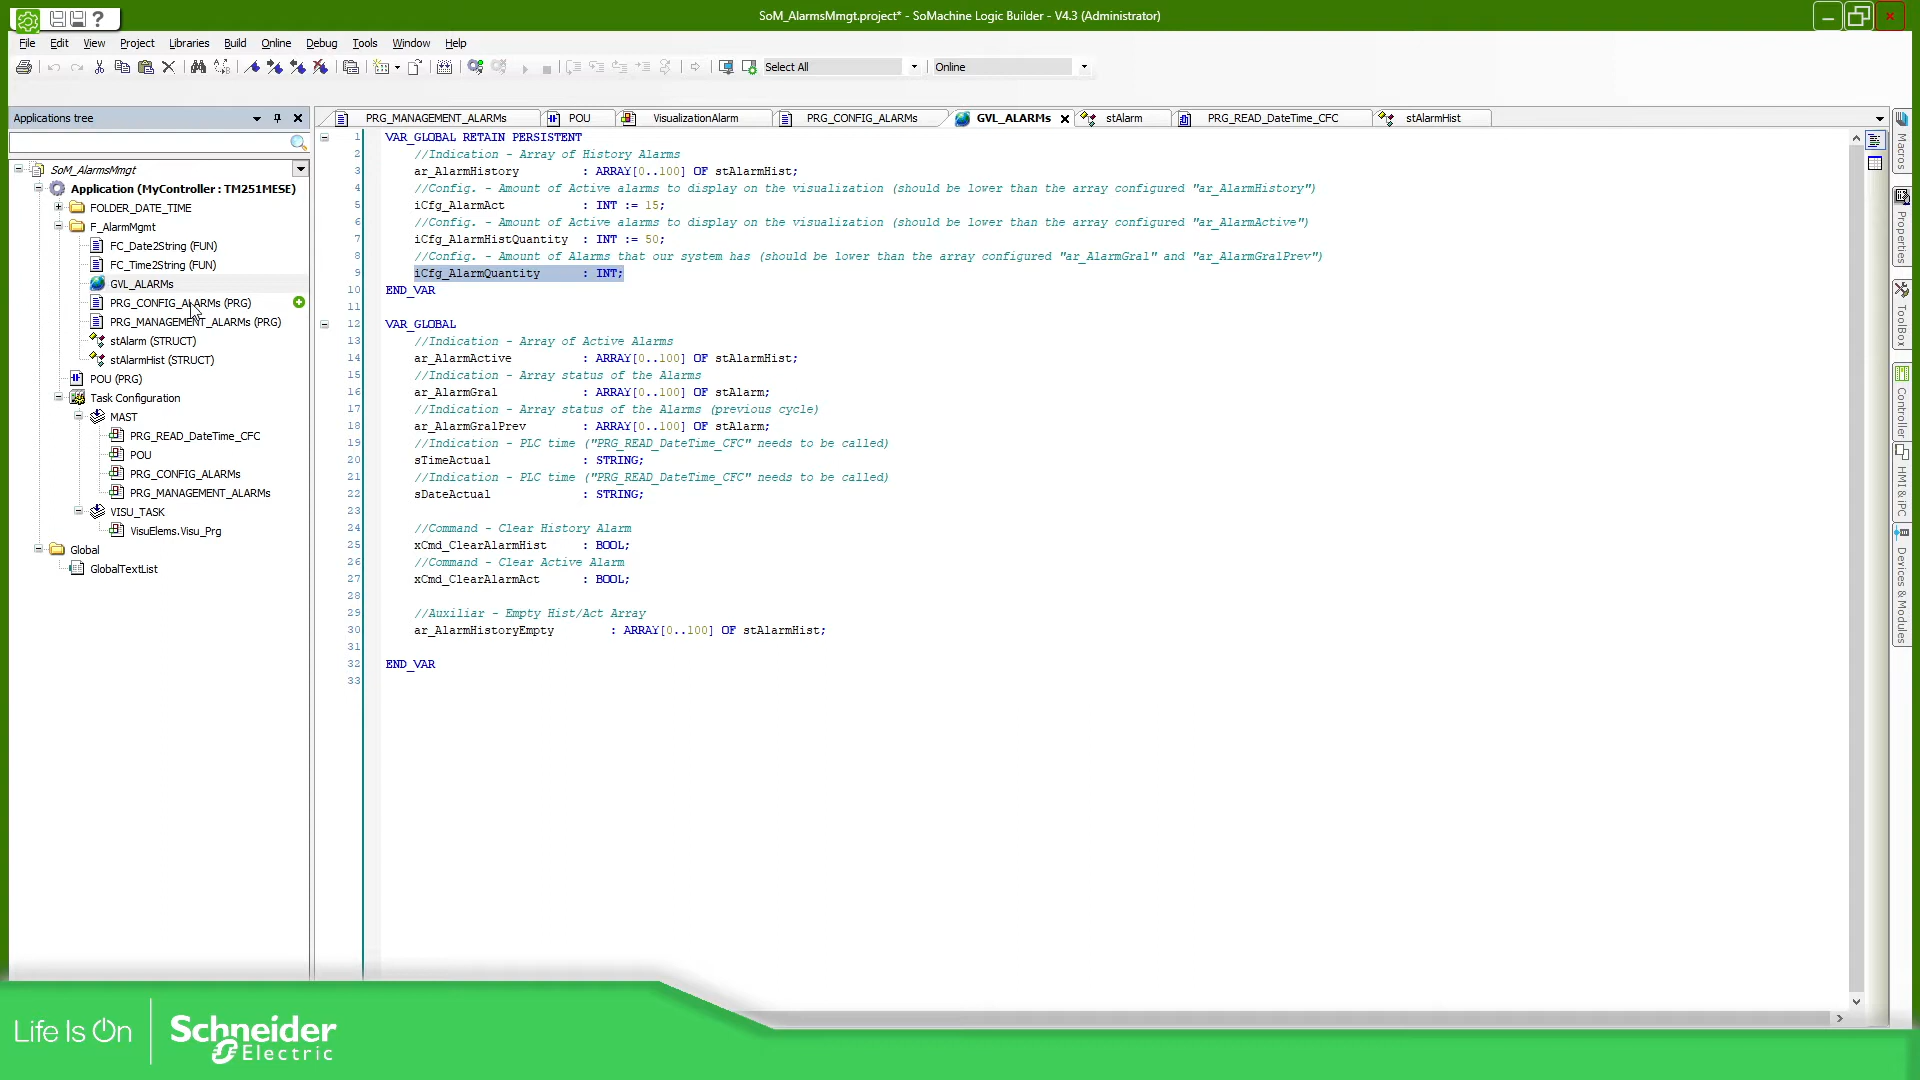 SoM_AlarmsMmgt.project* - SoMachine Logic Builder - V4.3 (Administrator)
File Edit View Project Libraries Build Online Debug Tools Window Help
Select All Online
Applications tree
PRG_MANAGEMENT_ALARMs POU VisualizationAlarm PRG_CONFIG_ALARMs GVL_ALARMs stAlarm PRG_READ_DateTime_CFC stAlarmHist
SoM_AlarmsMmgt
Application (MyController : TM251MESE)
FOLDER_DATE_TIME
F_AlarmMgmt
FC_Date2String (FUN)
FC_Time2String (FUN)
GVL_ALARMs
PRG_CONFIG_ALARMs (PRG)
PRG_MANAGEMENT_ALARMs (PRG)
stAlarm (STRUCT)
stAlarmHist (STRUCT)
POU (PRG)
Task Configuration
MAST
PRG_READ_DateTime_CFC
POU
PRG_CONFIG_ALARMs
PRG_MANAGEMENT_ALARMs
VISU_TASK
VisuElems.Visu_Prg
Global
GlobalTextList
1 VAR_GLOBAL RETAIN PERSISTENT
2 //Indication - Array of History Alarms
3 ar_AlarmHistory : ARRAY[0..100] OF stAlarmHist;
4 //Config. - Amount of Active alarms to display on the visualization (should be lower than the array configured "ar_AlarmHistory")
5 iCfg_AlarmAct : INT := 15;
6 //Config. - Amount of Active alarms to display on the visualization (should be lower than the array configured "ar_AlarmActive")
7 iCfg_AlarmHistQuantity : INT := 50;
8 //Config. - Amount of Alarms that our system has (should be lower than the array configured "ar_AlarmGral" and "ar_AlarmGralPrev")
9 iCfg_AlarmQuantity : INT;
10 END_VAR
11
12 VAR_GLOBAL
13 //Indication - Array of Active Alarms
14 ar_AlarmActive : ARRAY[0..100] OF stAlarmHist;
15 //Indication - Array status of the Alarms
16 ar_AlarmGral : ARRAY[0..100] OF stAlarm;
17 //Indication - Array status of the Alarms (previous cycle)
18 ar_AlarmGralPrev : ARRAY[0..100] OF stAlarm;
19 //Indication - PLC time ("PRG_READ_DateTime_CFC" needs to be called)
20 sTimeActual : STRING;
21 //Indication - PLC time ("PRG_READ_DateTime_CFC" needs to be called)
22 sDateActual : STRING;
23
24 //Command - Clear History Alarm
25 xCmd_ClearAlarmHist : BOOL;
26 //Command - Clear Active Alarm
27 xCmd_ClearAlarmAct : BOOL;
28
29 //Auxiliar - Empty Hist/Act Array
30 ar_AlarmHistoryEmpty : ARRAY[0..100] OF stAlarmHist;
31
32 END_VAR
33
Macros
Properties
ToolBox
Controller
HMI & iPC
Devices & Modules
Life Is On
Schneider
Electric